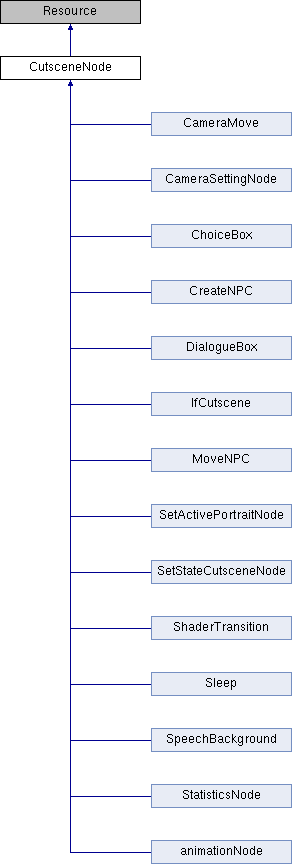 Resource
CutsceneNode
CameraMove
CameraSettingNode
ChoiceBox
CreateNPC
DialogueBox
IfCutscene
MoveNPC
SetActivePortraitNode
SetStateCutsceneNode
ShaderTransition
Sleep
SpeechBackground
StatisticsNode
animationNode